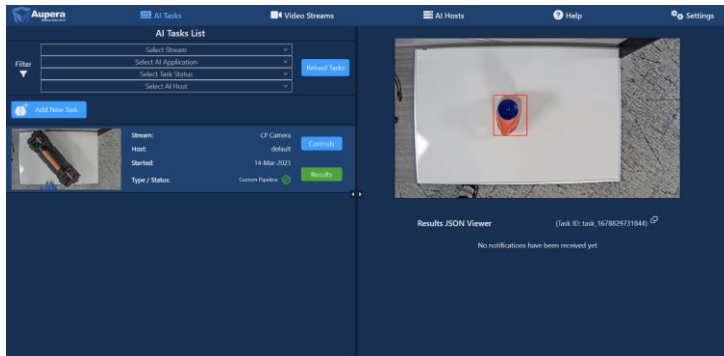 Aupera
AI Tasks
Video Streams
AI Hosts
Help
Settings
AI Tasks List
Filter
Select Stream
Select AI Application
Select Task Status
Select AI Host
Reload Tasks
Add New Task
Stream: CP Camera
Host: default
Started: 14-Mar-2023
Type / Status: Custom Pipeline
Controls
Results
Results JSON Viewer
(Task ID: task_1678829731844)
No notifications have been received yet